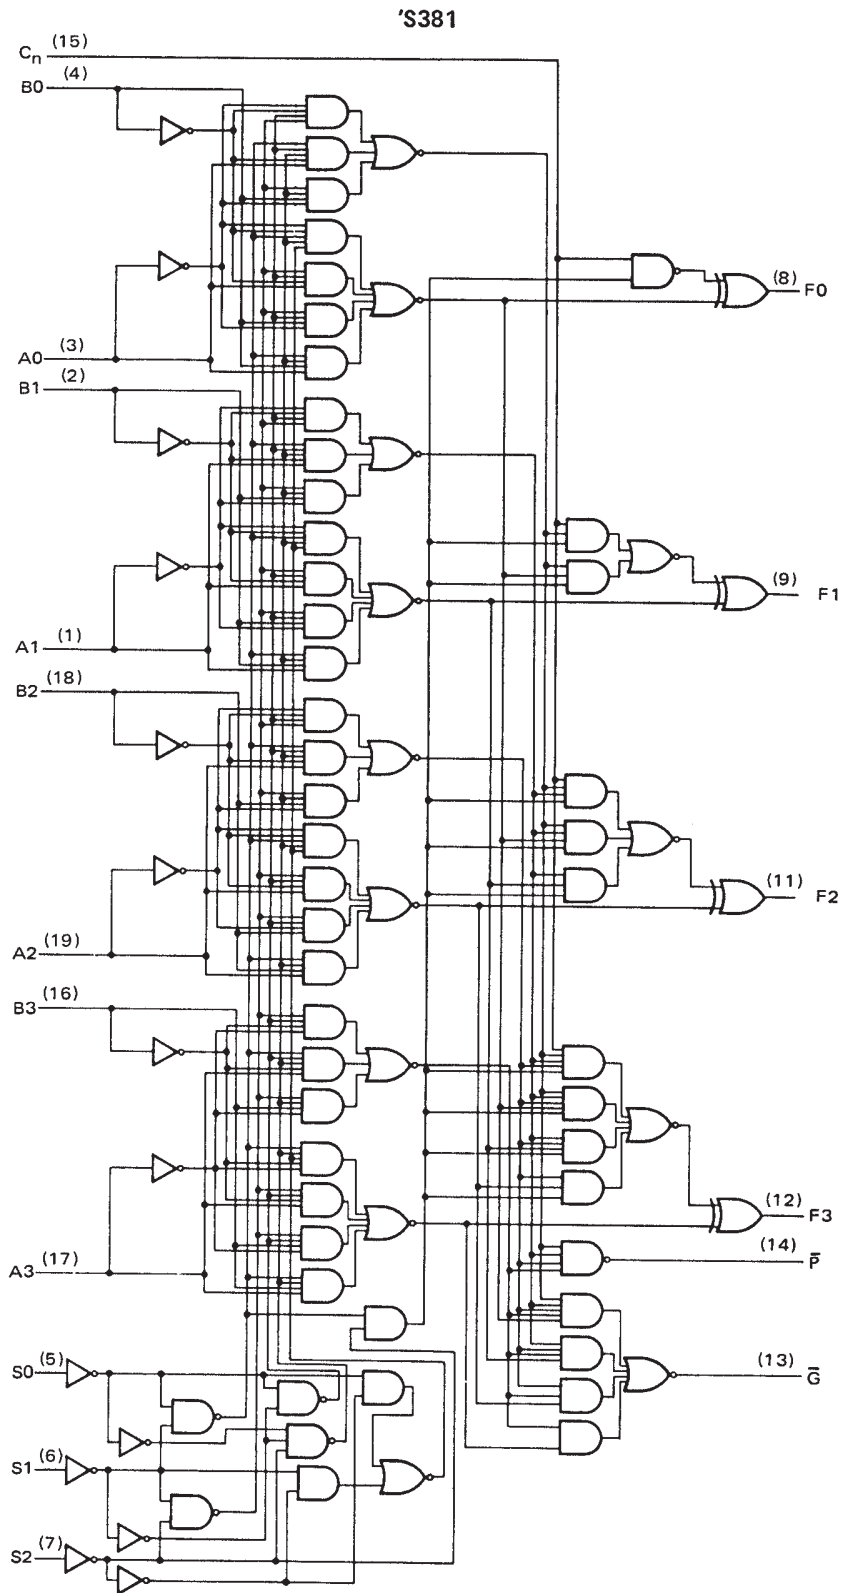 'S381
Cn (15)
B0 (4)
(8) F0
A0 (3)
B1 (2)
(9) F1
A1 (1)
B2 (18)
(11) F2
A2 (19)
B3 (16)
(12) F3
(14) P̅
A3 (17)
S0 (5)
(13) G̅
S1 (6)
S2 (7)